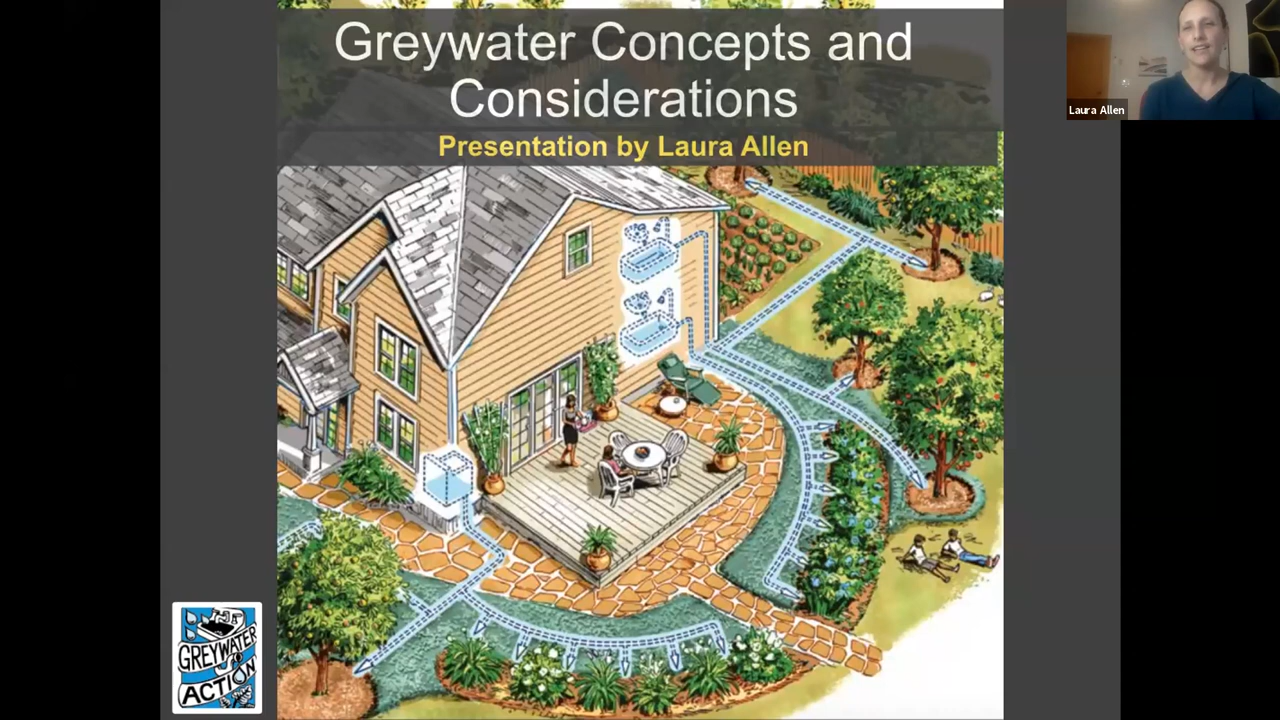 Greywater Concepts and
Considerations
Presentation by Laura Allen
Laura Allen
GREYWATER
ACTION